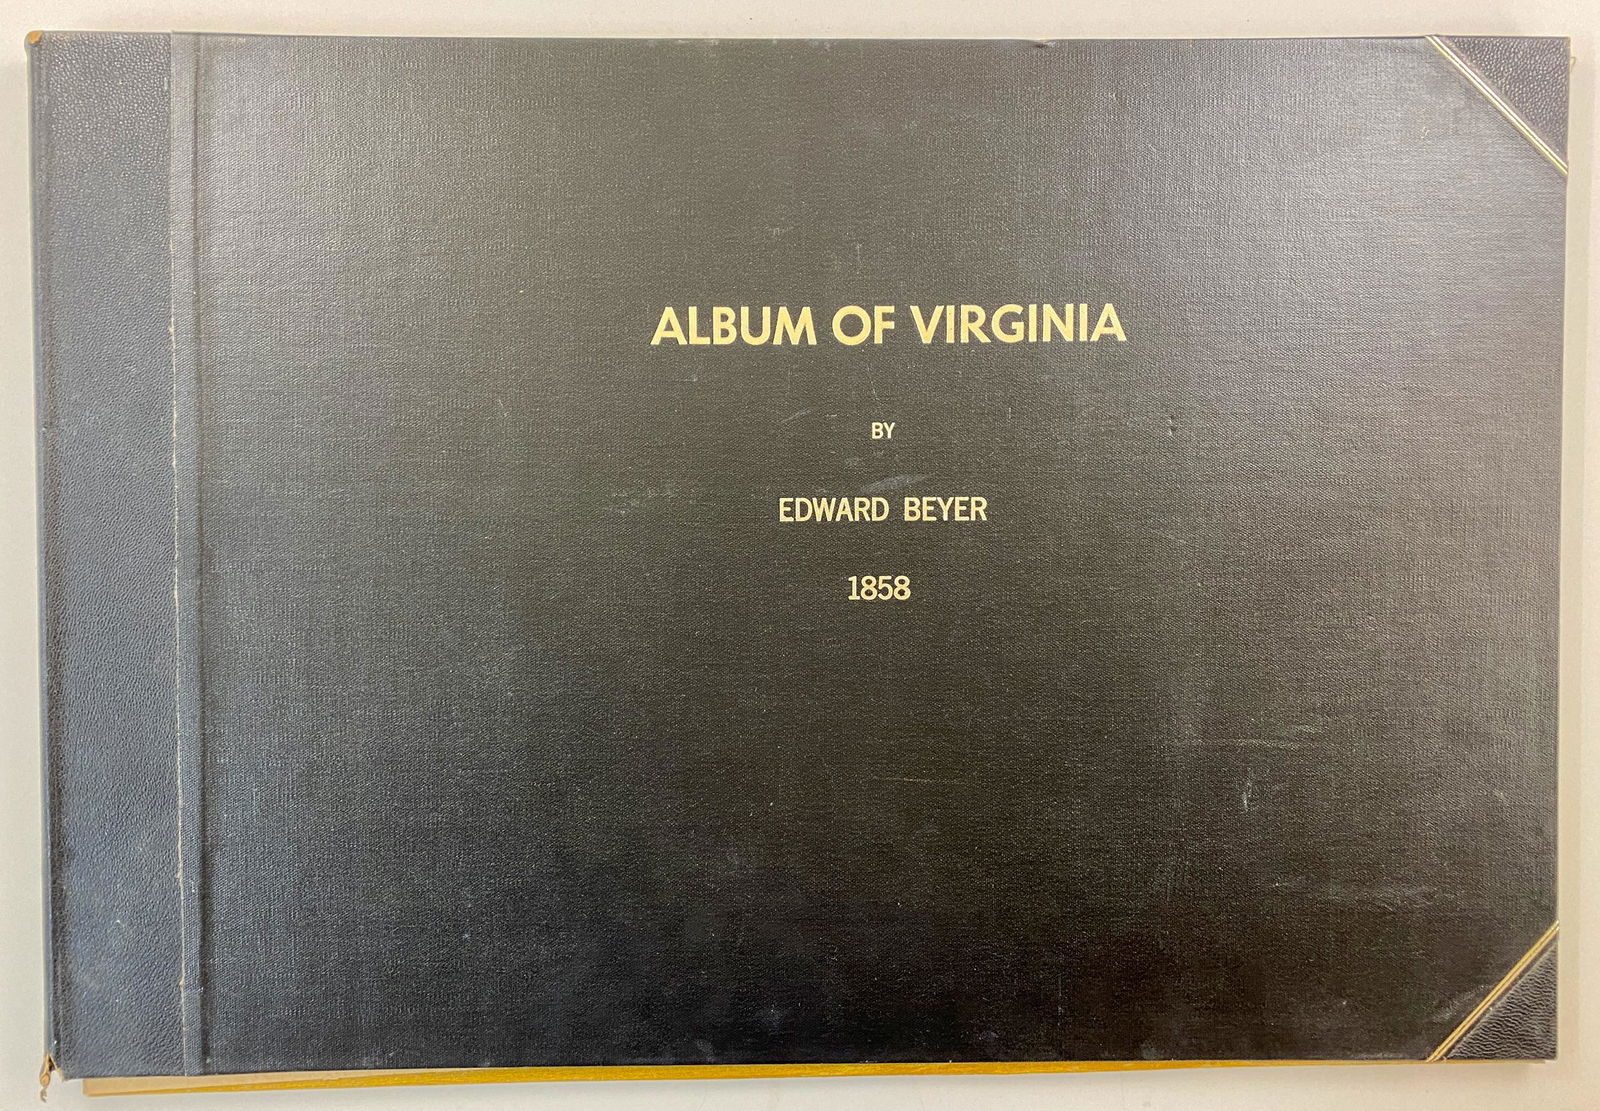 ALBUM OF VIRGINIA
BY
EDWARD BEYER
1858